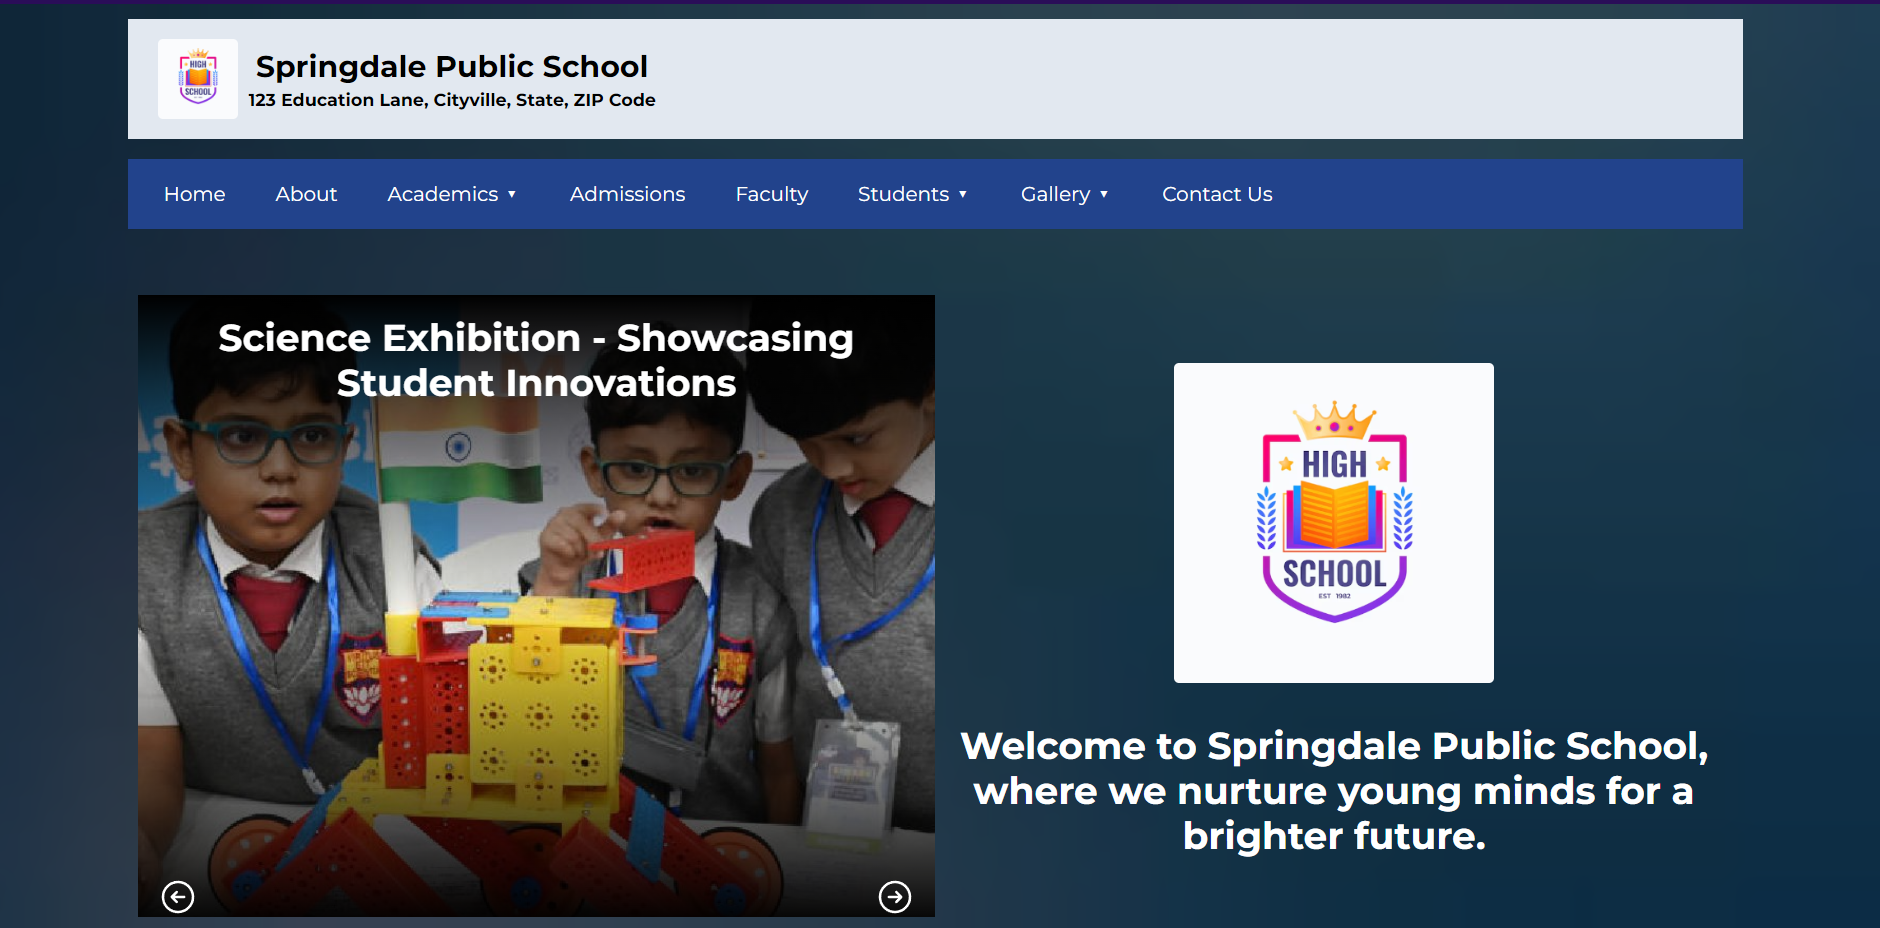 HIGH
SCHOOL
Springdale Public School
123 Education Lane, Cityville, State, ZIP Code
Home About Academics ▼ Admissions Faculty Students ▼ Gallery ▼ Contact Us
Science Exhibition - Showcasing
Student Innovations
HIGH
SCHOOL
EST 1982
Welcome to Springdale Public School,
where we nurture young minds for a
brighter future.